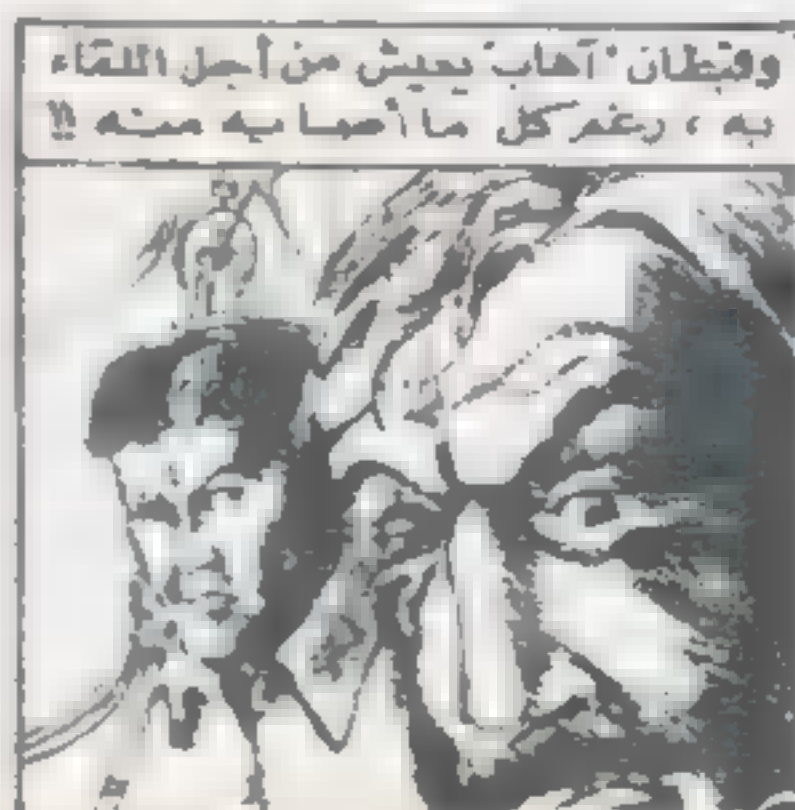 وقبطان "آهاب" يعيش من أجل اللقاء
به ، رغم كل ما أصابه منه !!